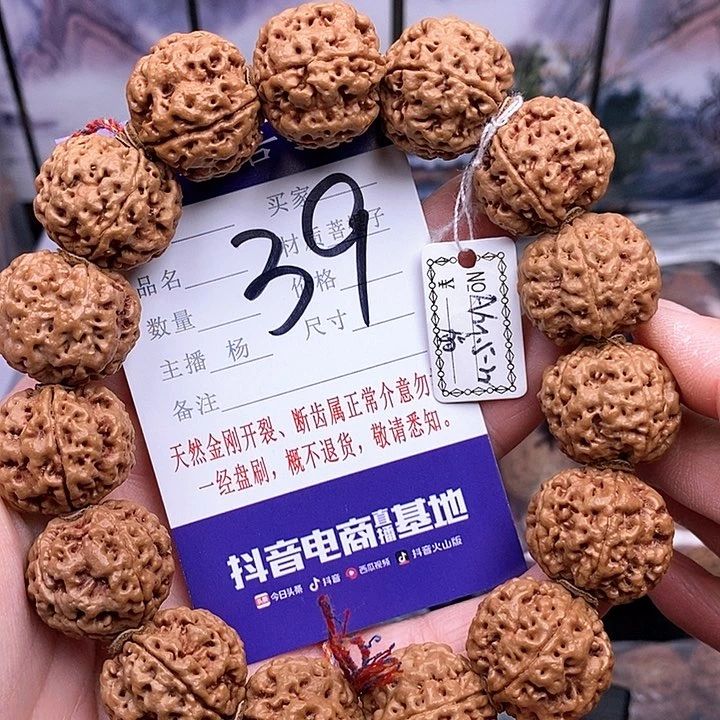 买家
39
材质菩提子
品名
价格
数量
尺寸
主播 杨
备注
天然金刚开裂、断齿属正常介意勿
一经盘刷，概不退货，敬请悉知。
抖音电商直播基地
今日头条 抖音 西瓜视频 抖音火山版
NO
¥